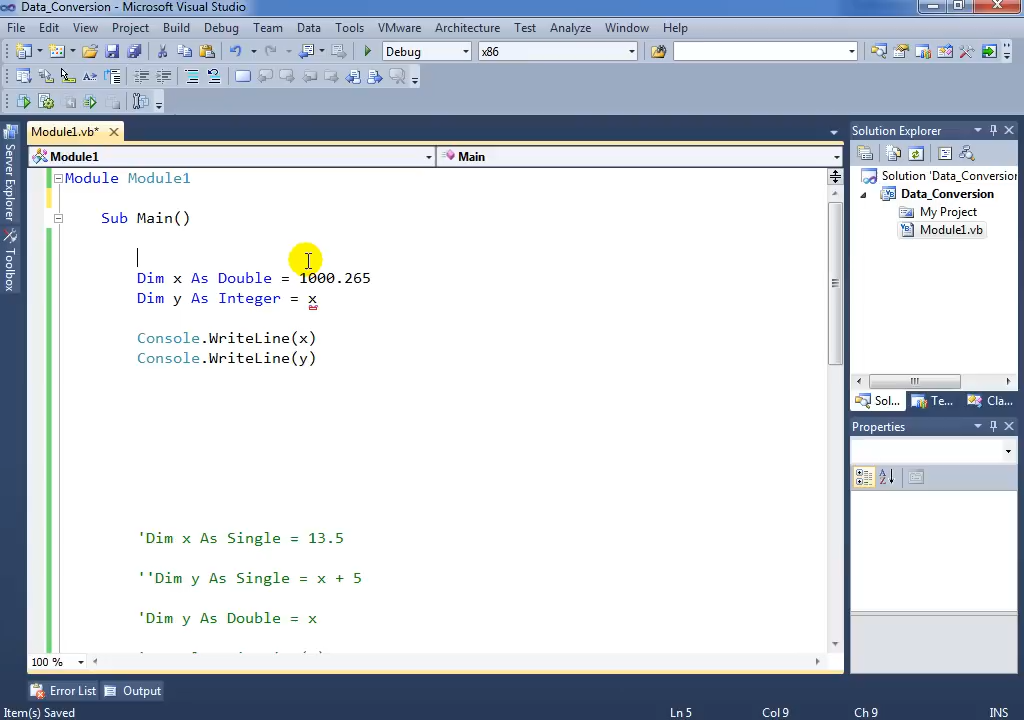 Data_Conversion - Microsoft Visual Studio
File Edit View Project Build Debug Team Data Tools VMware Architecture Test Analyze Window Help
Debug x86
Module1.vb*
Server Explorer
Toolbox
Module1 Main
Module Module1
Sub Main()
Dim x As Double = 1000.265
Dim y As Integer = x
Console.WriteLine(x)
Console.WriteLine(y)
'Dim x As Single = 13.5
''Dim y As Single = x + 5
'Dim y As Double = x
100 %
Solution Explorer
Solution 'Data_Conversion
Data_Conversion
My Project
Module1.vb
Sol... Te... Cla...
Properties
Error List Output
Item(s) Saved Ln 5 Col 9 Ch 9 INS